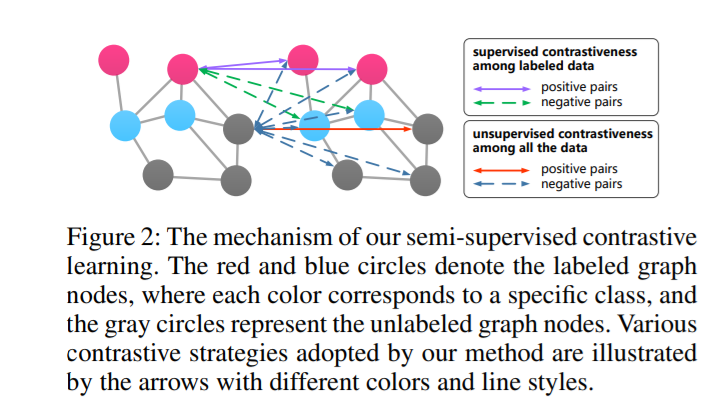 supervised contrastiveness
among labeled data
positive pairs
negative pairs
unsupervised contrastiveness
among all the data
positive pairs
negative pairs
Figure 2: The mechanism of our semi-supervised contrastive
learning. The red and blue circles denote the labeled graph
nodes, where each color corresponds to a specific class, and
the gray circles represent the unlabeled graph nodes. Various
contrastive strategies adopted by our method are illustrated
by the arrows with different colors and line styles.